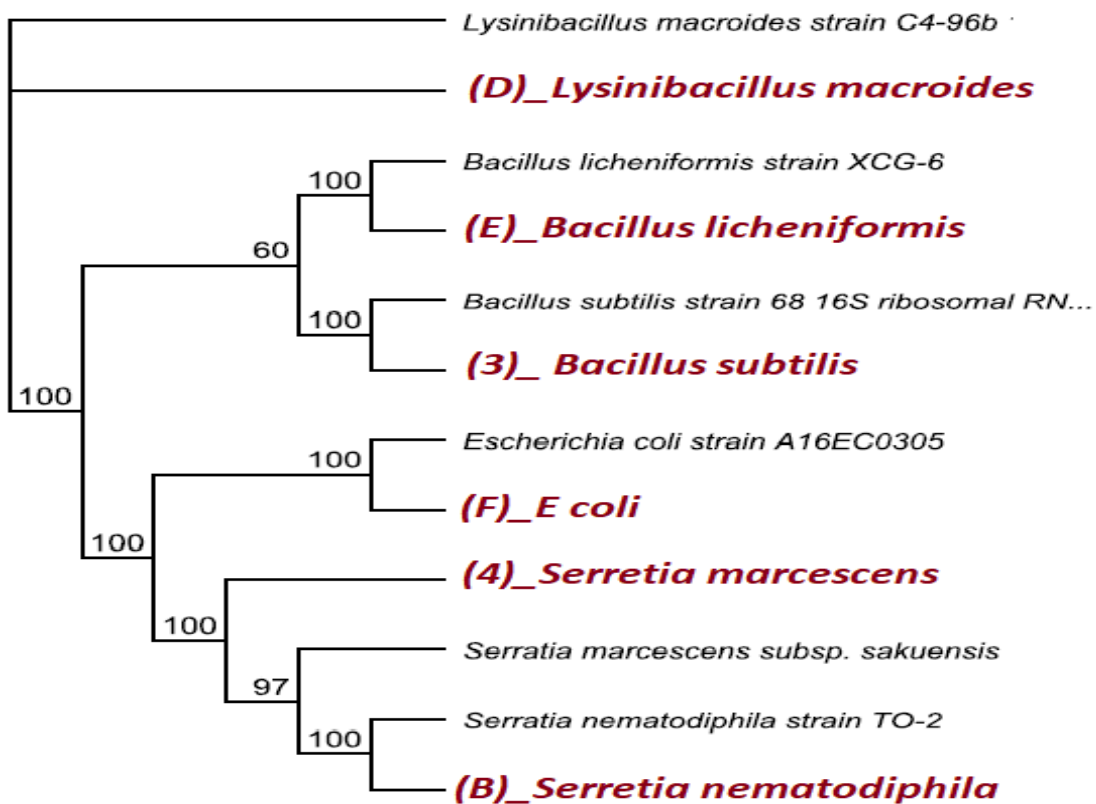 Lysinibacillus macroides strain C4-96b
(D)_Lysinibacillus macroides
Bacillus licheniformis strain XCG-6
100
(E)_Bacillus licheniformis
60
Bacillus subtilis strain 68 16S ribosomal RN...
100
(3)_ Bacillus subtilis
100
Escherichia coli strain A16EC0305
100
(F)_E coli
100
(4)_Serretia marcescens
100
Serratia marcescens subsp. sakuensis
97
Serratia nematodiphila strain TO-2
100
(B)_Serretia nematodiphila